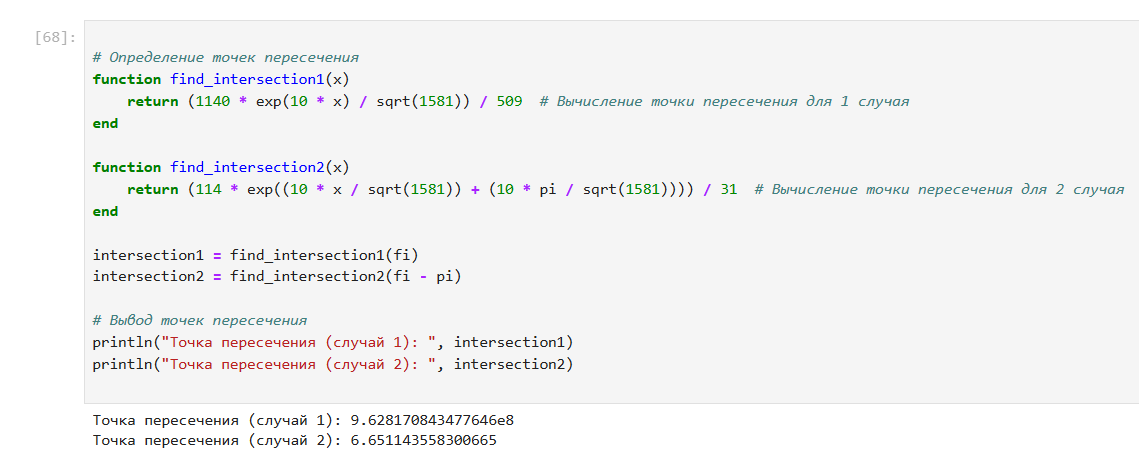 [68]:
# Определение точек пересечения
function find_intersection1(x)
    return (1140 * exp(10 * x) / sqrt(1581)) / 509  # Вычисление точки пересечения для 1 случая
end

function find_intersection2(x)
    return (114 * exp((10 * x / sqrt(1581)) + (10 * pi / sqrt(1581)))) / 31  # Вычисление точки пересечения для 2 случая
end

intersection1 = find_intersection1(fi)
intersection2 = find_intersection2(fi - pi)

# Вывод точек пересечения
println("Точка пересечения (случай 1): ", intersection1)
println("Точка пересечения (случай 2): ", intersection2)

Точка пересечения (случай 1): 9.628170843477646e8
Точка пересечения (случай 2): 6.651143558300665